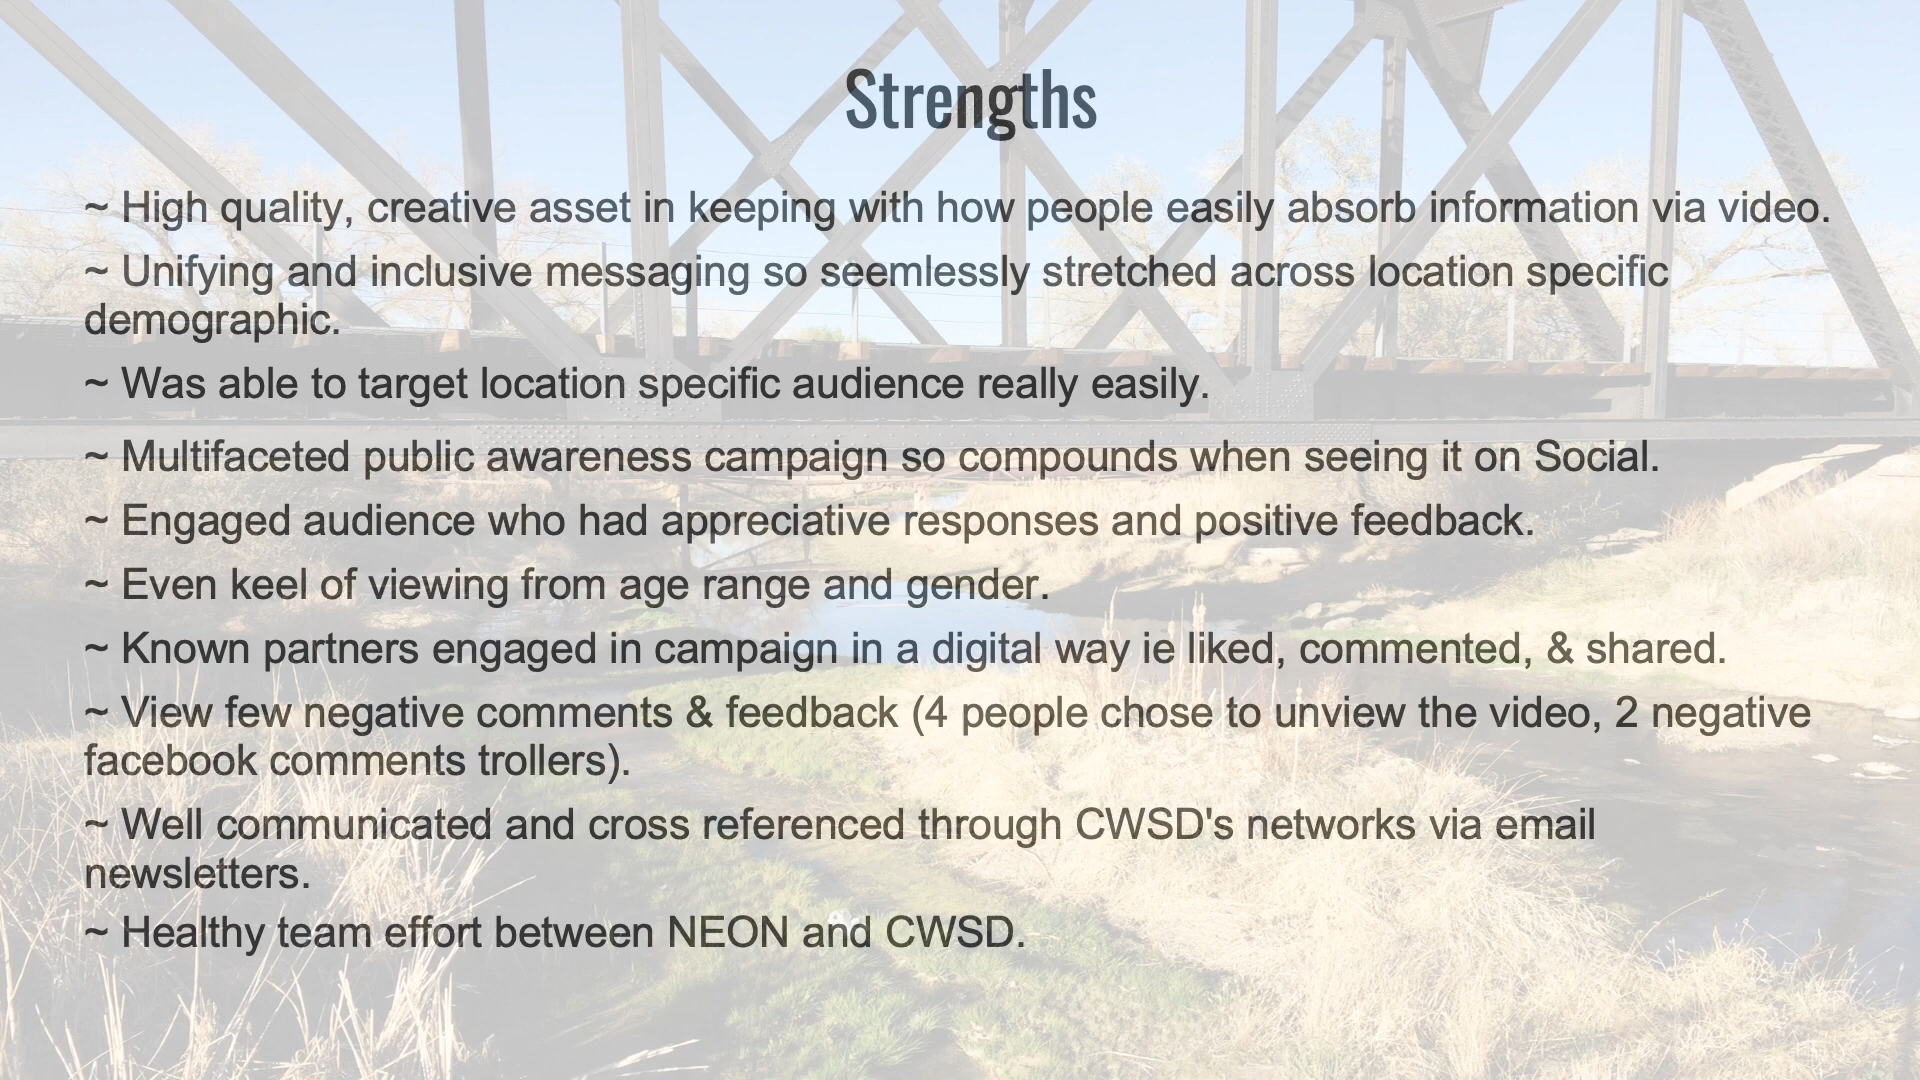 Strengths
~ High quality, creative asset in keeping with how people easily absorb information via video.
~ Unifying and inclusive messaging so seemlessly stretched across location specific
demographic.
~ Was able to target location specific audience really easily.
~ Multifaceted public awareness campaign so compounds when seeing it on Social.
~ Engaged audience who had appreciative responses and positive feedback.
~ Even keel of viewing from age range and gender.
~ Known partners engaged in campaign in a digital way ie liked, commented, & shared.
~ View few negative comments & feedback (4 people chose to unview the video, 2 negative
facebook comments trollers).
~ Well communicated and cross referenced through CWSD's networks via email
newsletters.
~ Healthy team effort between NEON and CWSD.